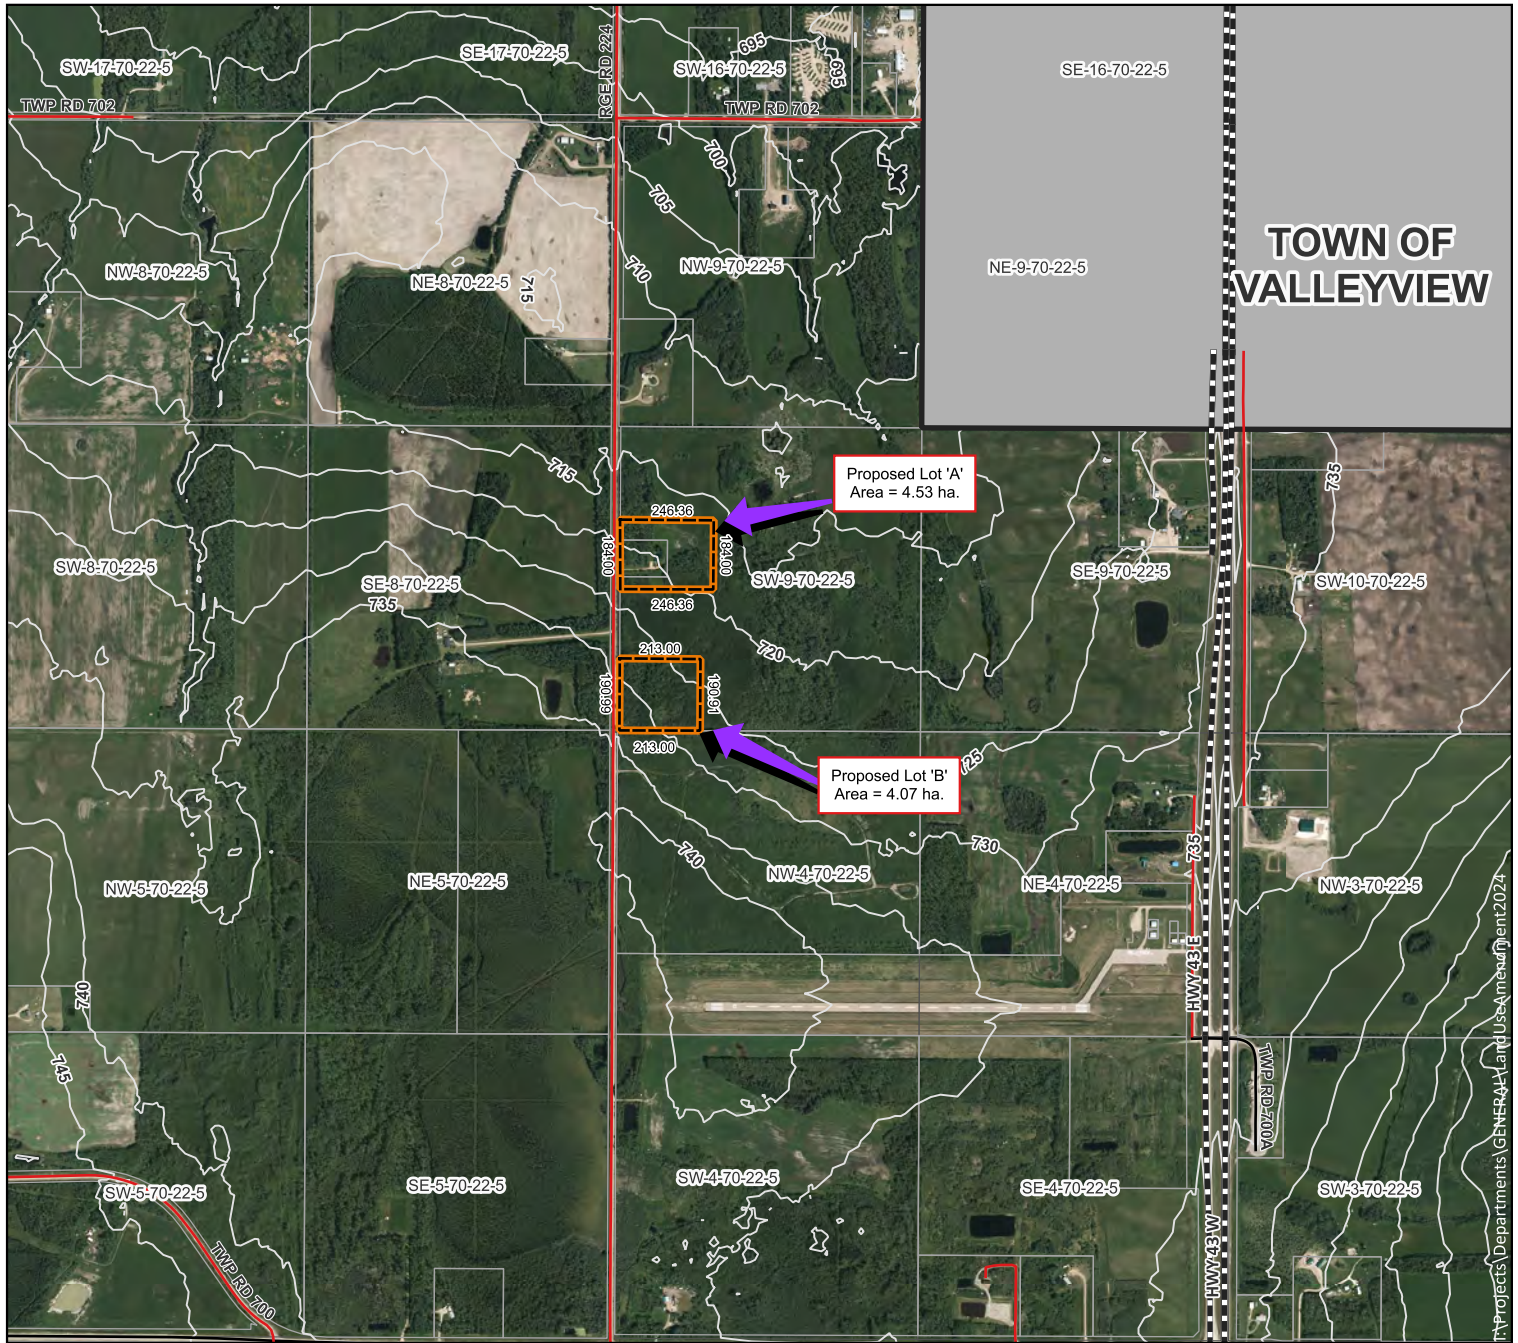 SE-17-70-22-5
SW-17-70-22-5
RGE RD 224
695
SW-16-70-22-5
695
SE-16-70-22-5
TWP RD 702
TWP RD 702
700
705
710
NW-8-70-22-5
NE-8-70-22-5
715
NW-9-70-22-5
NE-9-70-22-5
TOWN OF
VALLEYVIEW
715
735
Proposed Lot 'A'
Area = 4.53 ha.
246.36
184.00
184.00
246.36
SW-8-70-22-5
SE-8-70-22-5
735
SW-9-70-22-5
SE-9-70-22-5
SW-10-70-22-5
720
213.00
190.99
190.91
213.00
725
Proposed Lot 'B'
Area = 4.07 ha.
730
735
740
NW-5-70-22-5
NE-5-70-22-5
NW-4-70-22-5
NE-4-70-22-5
NW-3-70-22-5
740
HWY 43 E
745
TWP RD 700A
SW-5-70-22-5
SE-5-70-22-5
SW-4-70-22-5
SE-4-70-22-5
SW-3-70-22-5
TWP RD 700
HWY 43 W
I:\Projects\Departments\GENERAL\LandUseAmendment2024